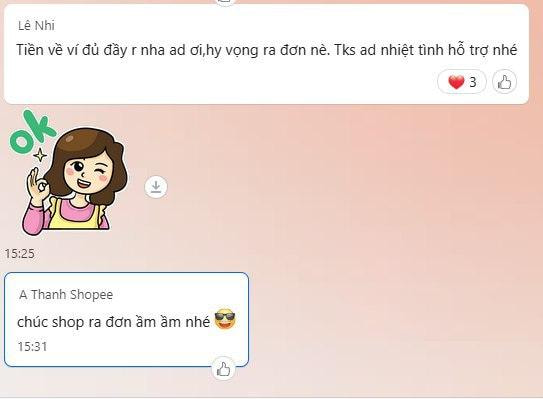 Lê Nhi
Tiền về ví đủ đầy r nha ad ơi,hy vọng ra đơn nè. Tks ad nhiệt tình hỗ trợ nhé
3
ok
15:25
A Thanh Shopee
chúc shop ra đơn ầm ầm nhé
15:31